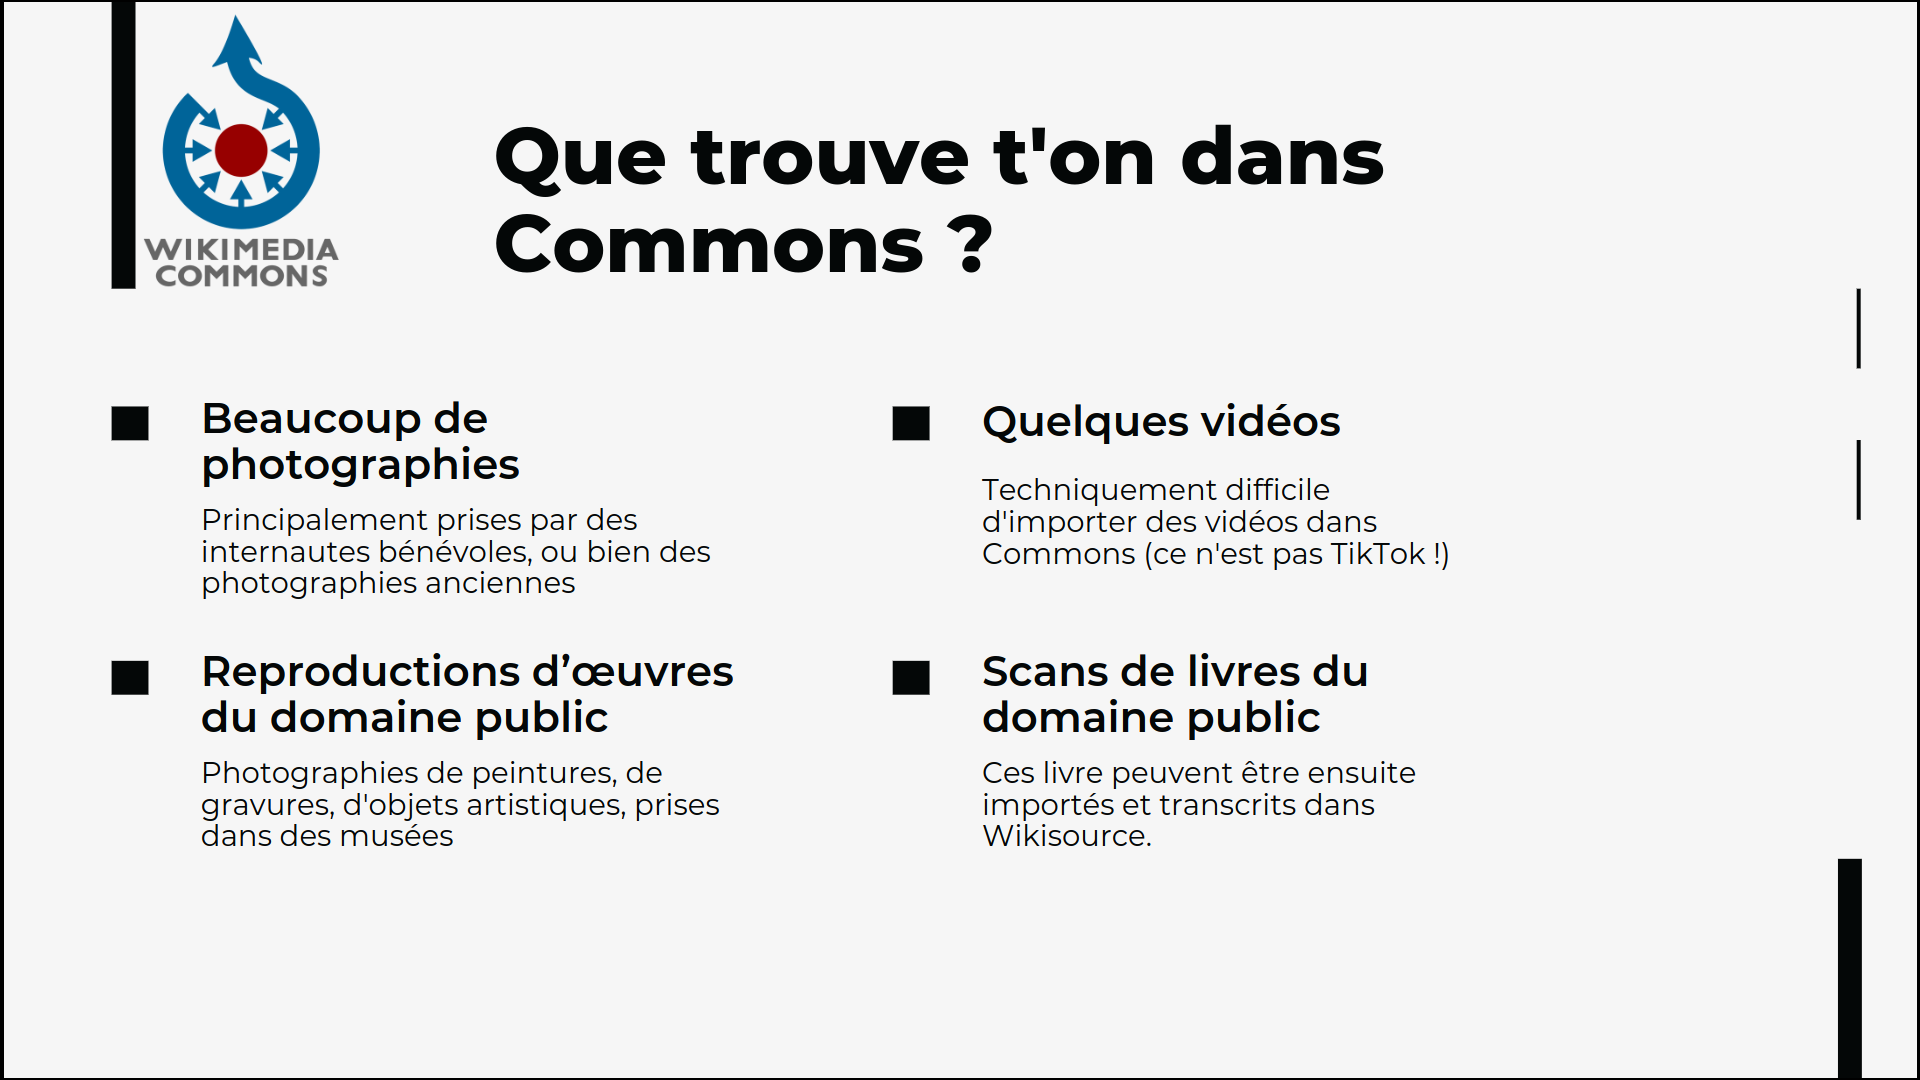 WIKIMEDIA
COMMONS
Que trouve t'on dans
Commons ?
Beaucoup de
photographies
Principalement prises par des
internautes bénévoles, ou bien des
photographies anciennes
Quelques vidéos
Techniquement difficile
d'importer des vidéos dans
Commons (ce n'est pas TikTok !)
Reproductions d’œuvres
du domaine public
Photographies de peintures, de
gravures, d'objets artistiques, prises
dans des musées
Scans de livres du
domaine public
Ces livre peuvent être ensuite
importés et transcrits dans
Wikisource.